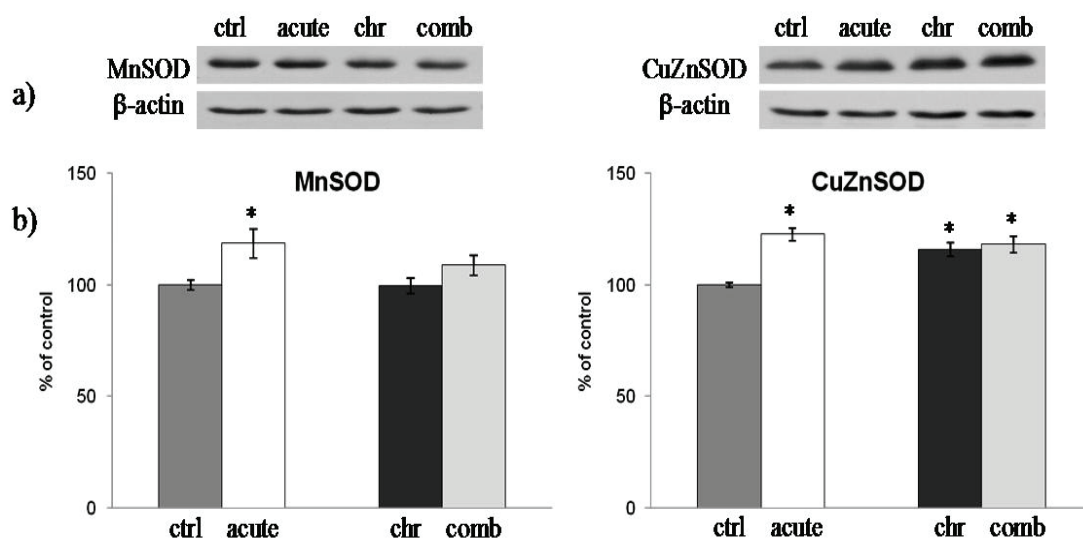 ctrl acute chr comb
MnSOD
β-actin
ctrl acute chr comb
CuZnSOD
β-actin
a)
b)
MnSOD
% of control
150
100
50
0
*
ctrl acute chr comb
CuZnSOD
% of control
150
100
50
0
* * *
ctrl acute chr comb